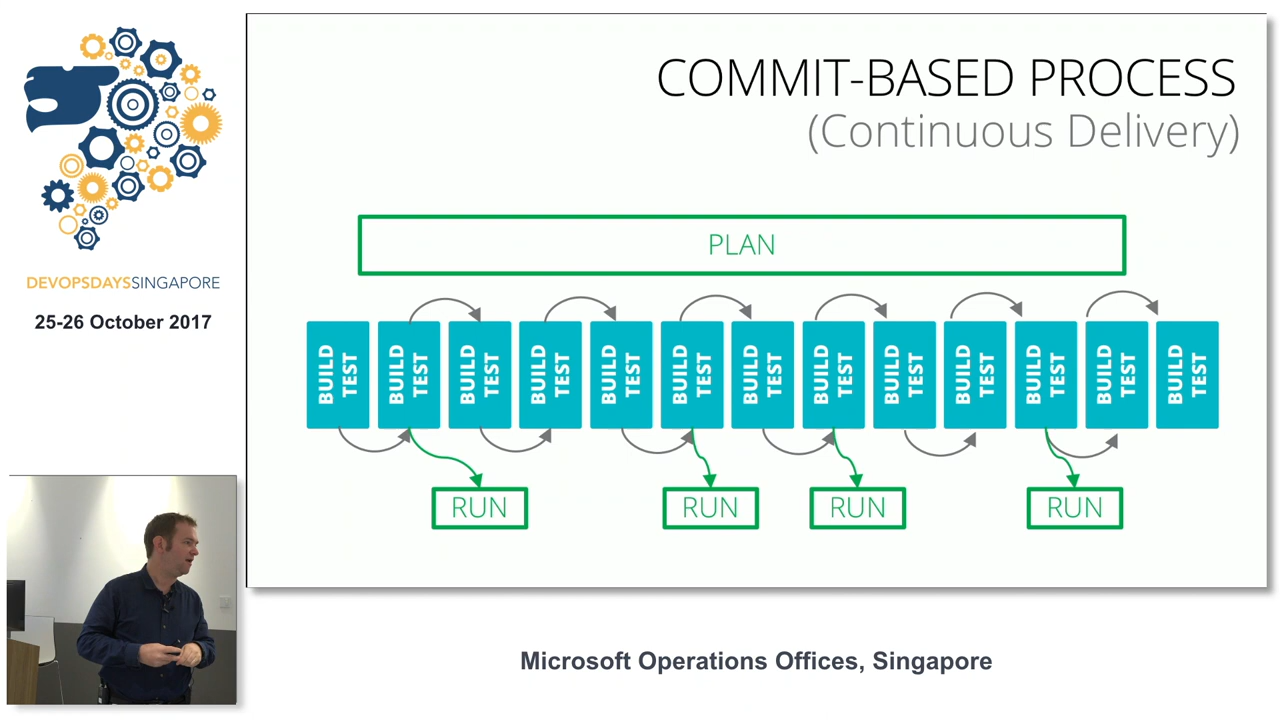 COMMIT-BASED PROCESS
(Continuous Delivery)
PLAN
BUILD
TEST
BUILD
TEST
BUILD
TEST
BUILD
TEST
BUILD
TEST
BUILD
TEST
BUILD
TEST
BUILD
TEST
BUILD
TEST
BUILD
TEST
BUILD
TEST
BUILD
TEST
BUILD
TEST
RUN
RUN
RUN
RUN
DEVOPSDAYSSINGAPORE
25-26 October 2017
Microsoft Operations Offices, Singapore